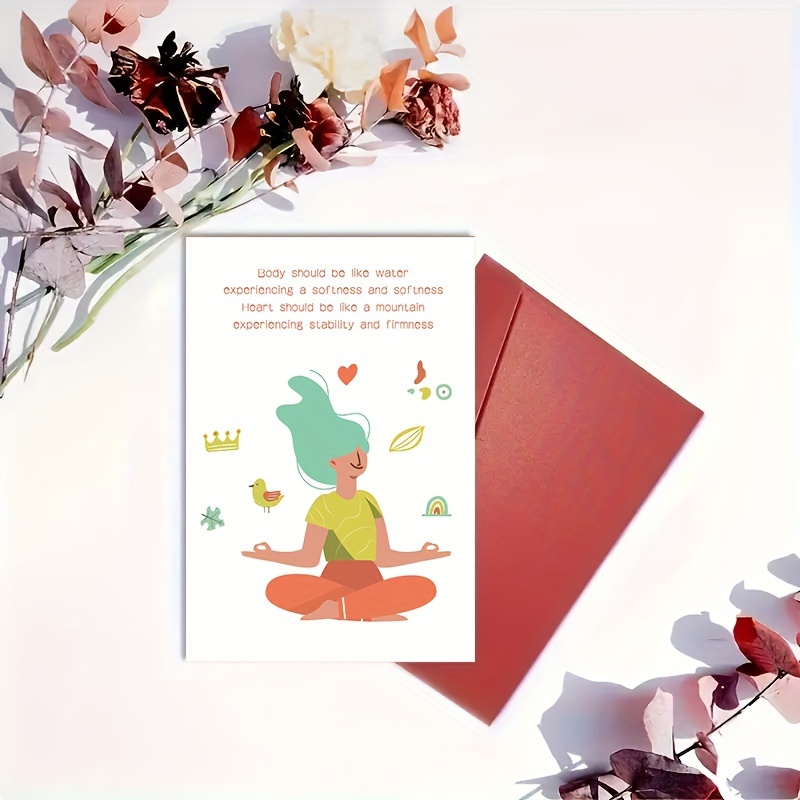 Body should be like water
experiencing a softness and softness
Heart should be like a mountain
experiencing stability and firmness